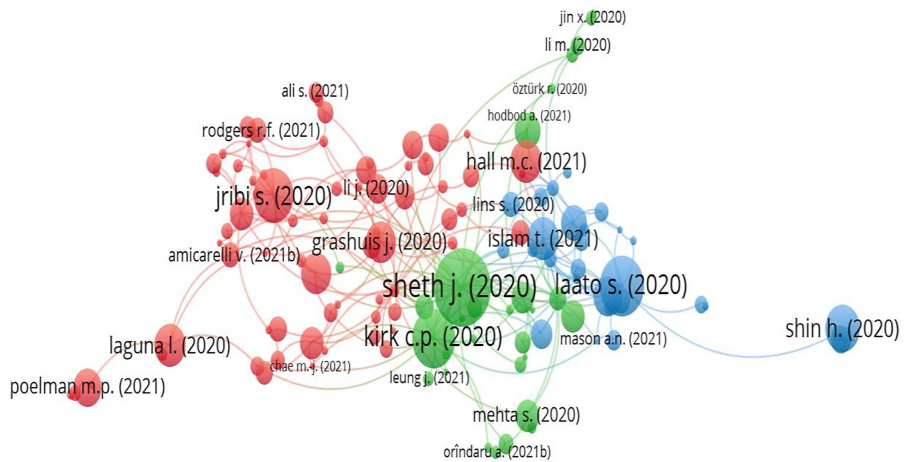 jin x. (2020)
li m. (2020)
öztürk r. (2020)
ali s. (2021)
hodbod a. (2021)
rodgers r.f. (2021)
hall m.c. (2021)
li j. (2020)
jribi s. (2020)
lins s. (2020)
grashuis j. (2020)
islam t. (2021)
amicarelli v. (2021b)
sheth j. (2020)
laato s. (2020)
shin h. (2020)
kirk c.p. (2020)
mason a.n. (2021)
laguna l. (2020)
chae m.-j. (2021)
leung j. (2021)
poelman m.p. (2021)
mehta s. (2020)
orîndaru a. (2021b)